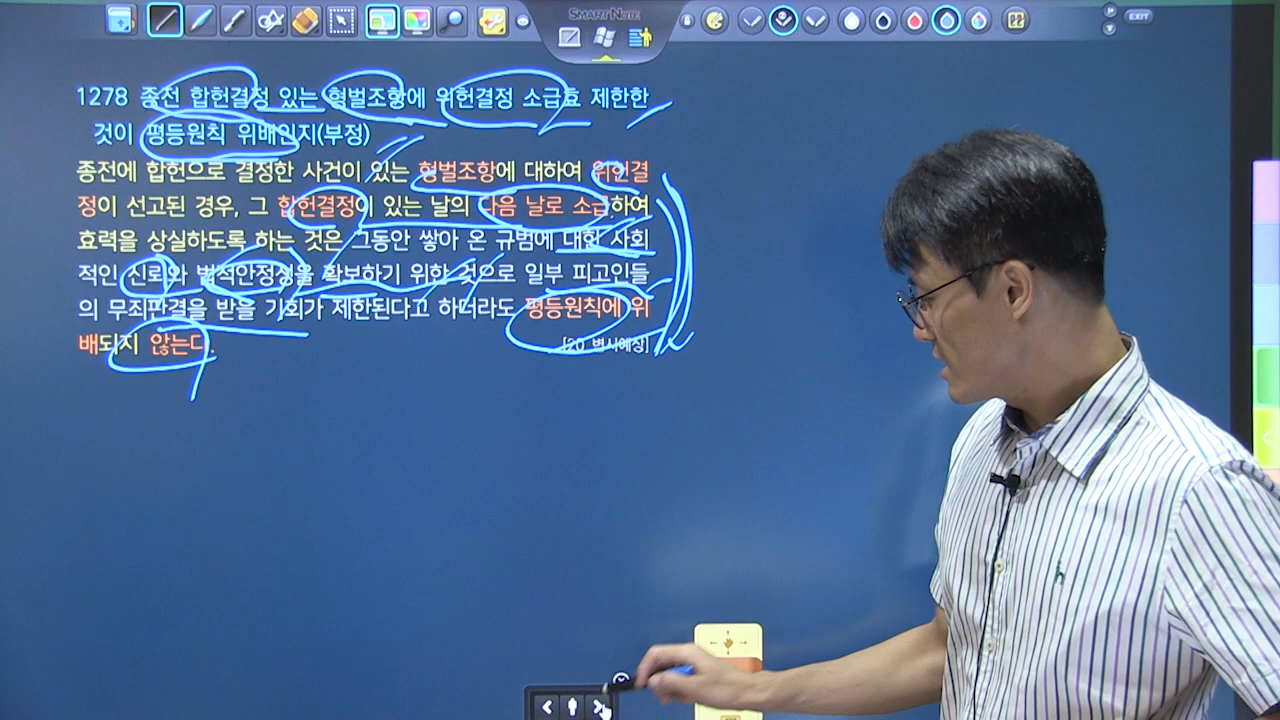 SMART NOTE
EXIT
1278 종전 합헌결정 있는 형벌조항에 위헌결정 소급효 제한한
것이 평등원칙 위배인지(부정)
종전에 합헌으로 결정한 사건이 있는 형벌조항에 대하여 위헌결
정이 선고된 경우, 그 합헌결정이 있는 날의 다음 날로 소급하여
효력을 상실하도록 하는 것은 그동안 쌓아 온 규범에 대한 사회
적인 신뢰와 법적안정성을 확보하기 위한 것으로 일부 피고인들
의 무죄판결을 받을 기회가 제한된다고 하더라도 평등원칙에 위
배되지 않는다.
[20 변시예상]